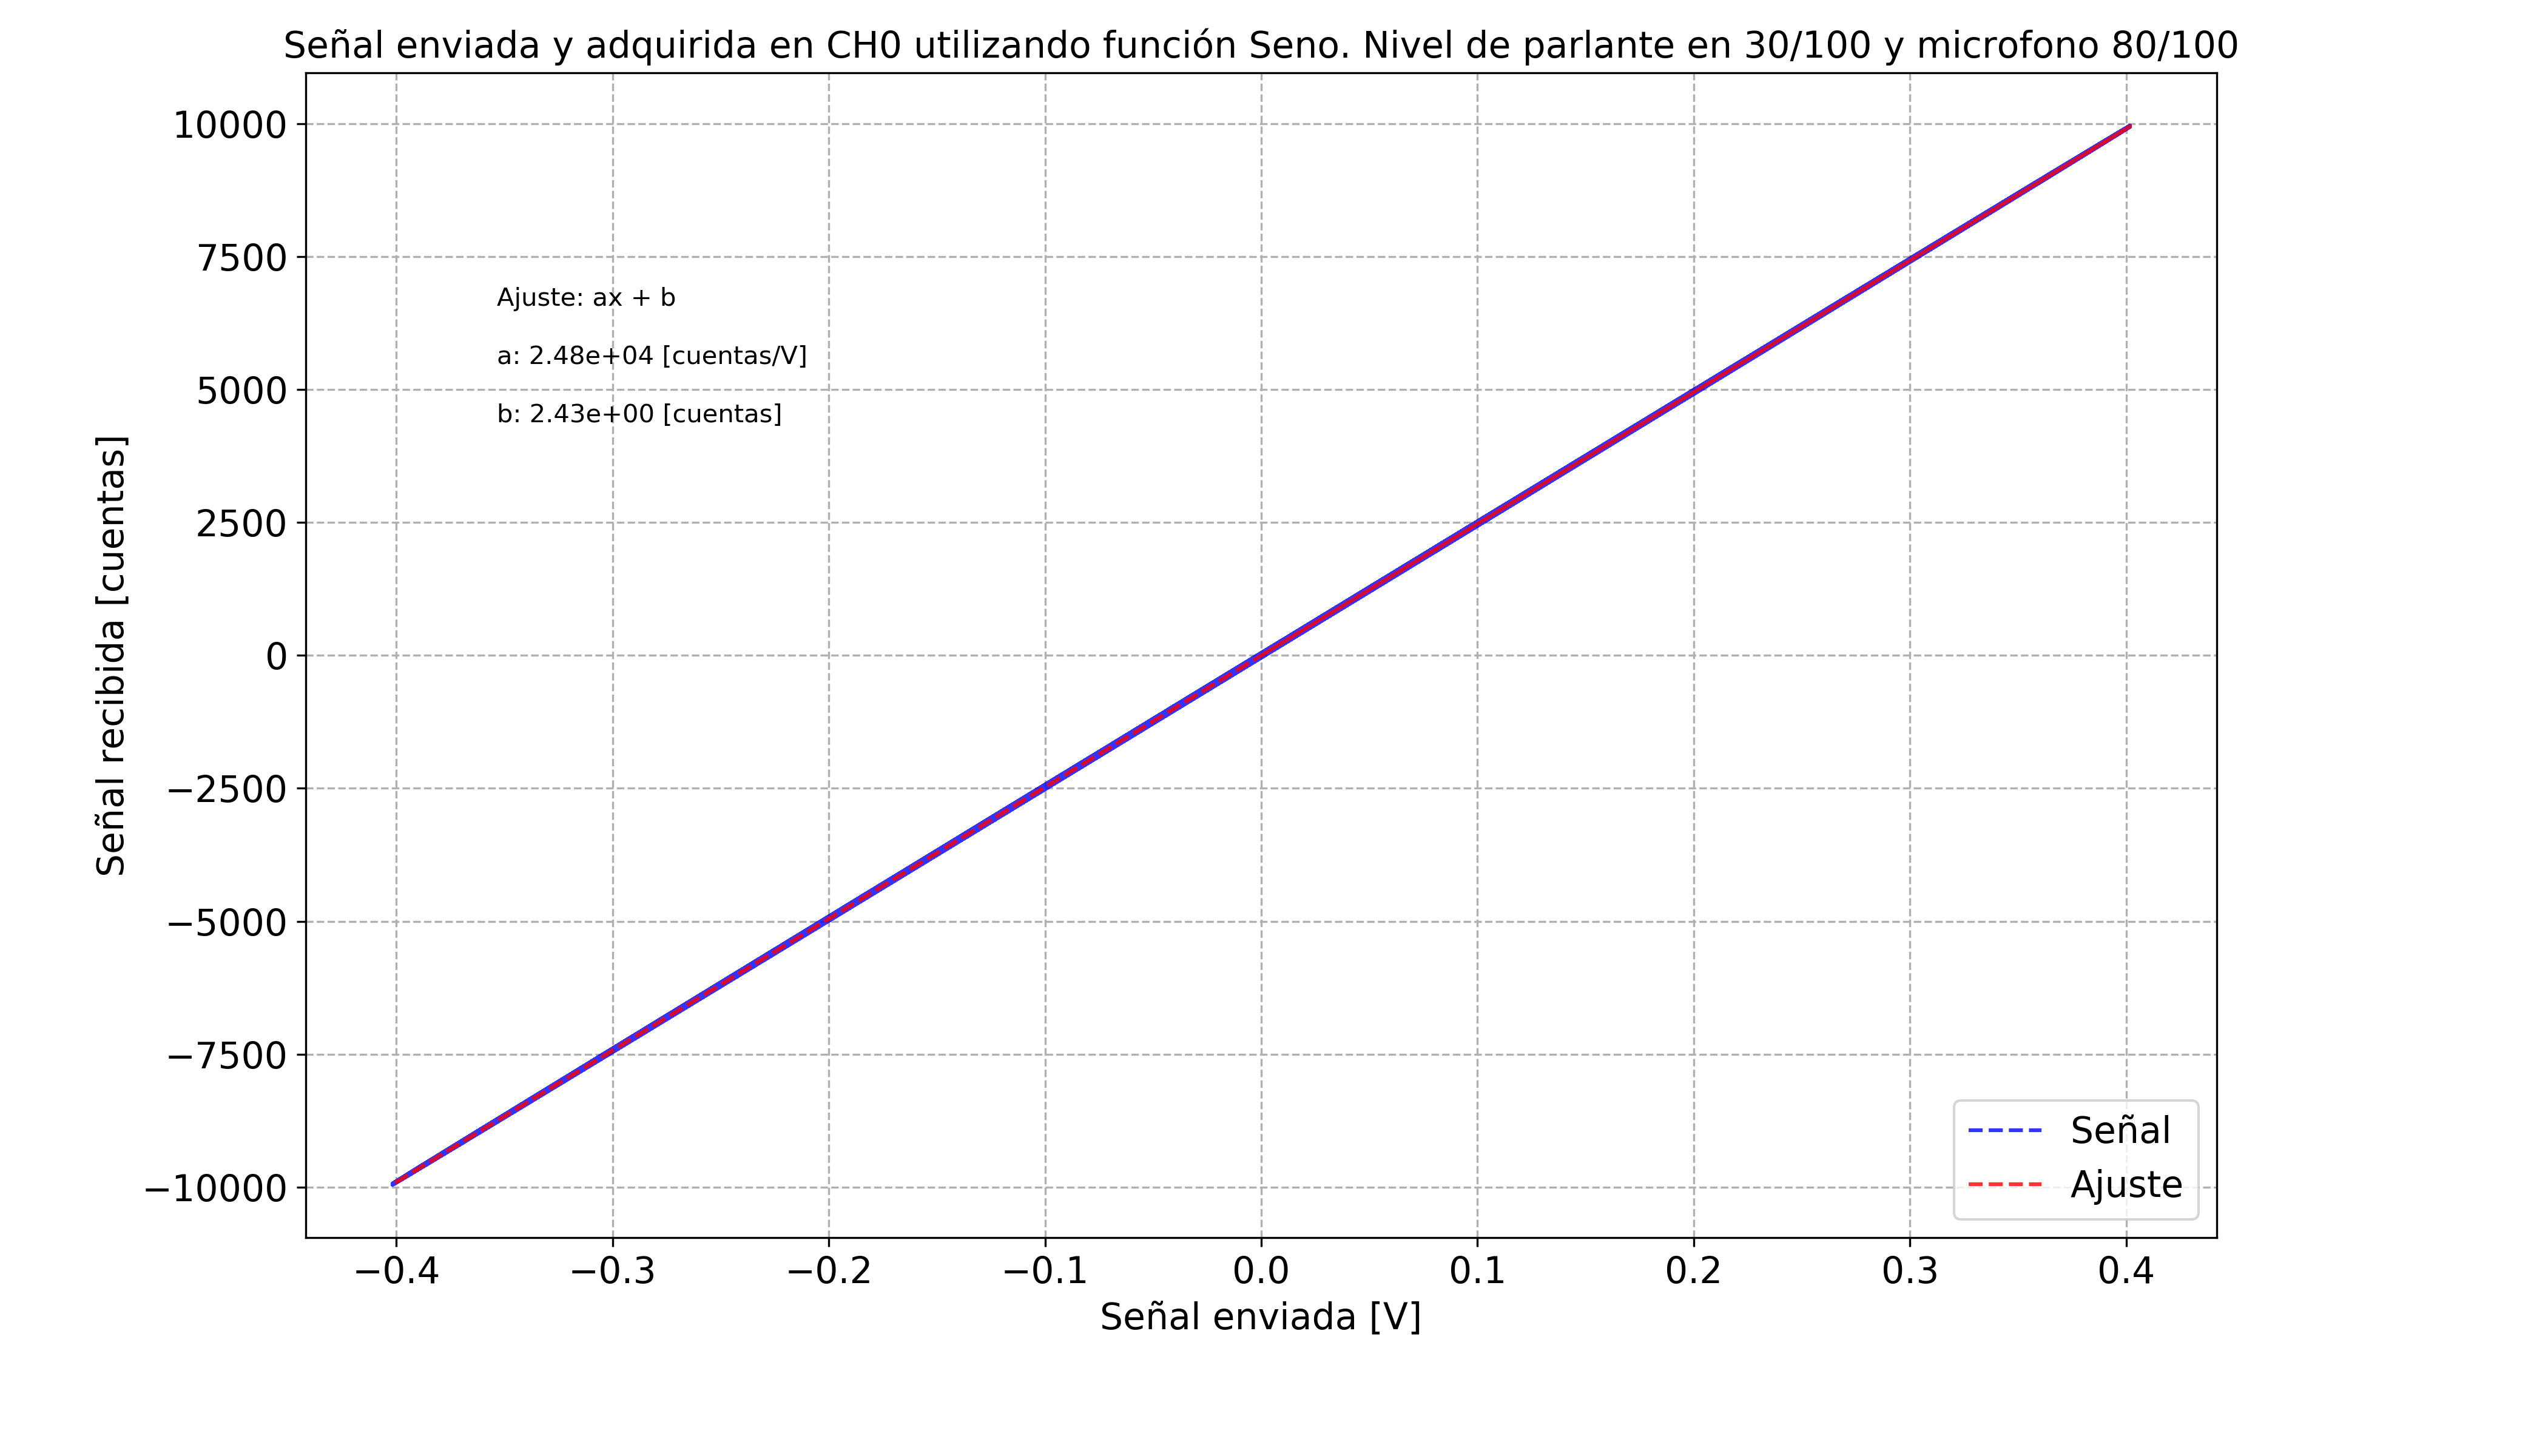 Señal enviada y adquirida en CH0 utilizando función Seno. Nivel de parlante en 30/100 y microfono 80/100
10000
7500
5000
2500
0
−2500
−5000
−7500
−10000
Señal recibida [cuentas]
Ajuste: ax + b
a: 2.48e+04 [cuentas/V]
b: 2.43e+00 [cuentas]
Señal
Ajuste
−0.4 −0.3 −0.2 −0.1 0.0 0.1 0.2 0.3 0.4
Señal enviada [V]